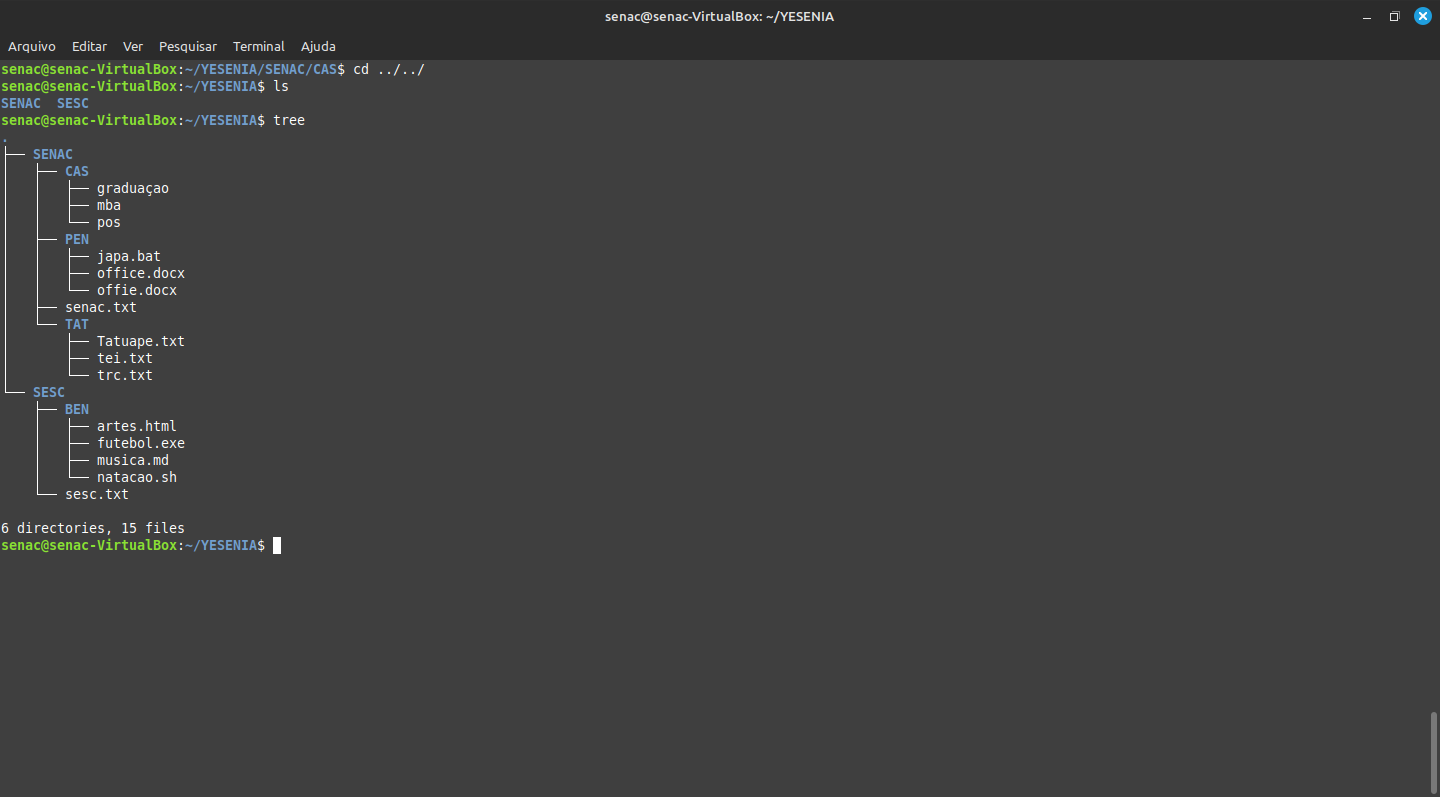 senac@senac-VirtualBox: ~/YESENIA
Arquivo Editar Ver Pesquisar Terminal Ajuda
senac@senac-VirtualBox:~/YESENIA/SENAC/CAS$ cd ../../
senac@senac-VirtualBox:~/YESENIA$ ls
SENAC  SESC
senac@senac-VirtualBox:~/YESENIA$ tree
.
├── SENAC
│   ├── CAS
│   │   ├── graduaçao
│   │   ├── mba
│   │   └── pos
│   ├── PEN
│   │   ├── japa.bat
│   │   ├── office.docx
│   │   └── offie.docx
│   ├── senac.txt
│   └── TAT
│       ├── Tatuape.txt
│       ├── tei.txt
│       └── trc.txt
└── SESC
    ├── BEN
    │   ├── artes.html
    │   ├── futebol.exe
    │   ├── musica.md
    │   └── natacao.sh
    └── sesc.txt
6 directories, 15 files
senac@senac-VirtualBox:~/YESENIA$